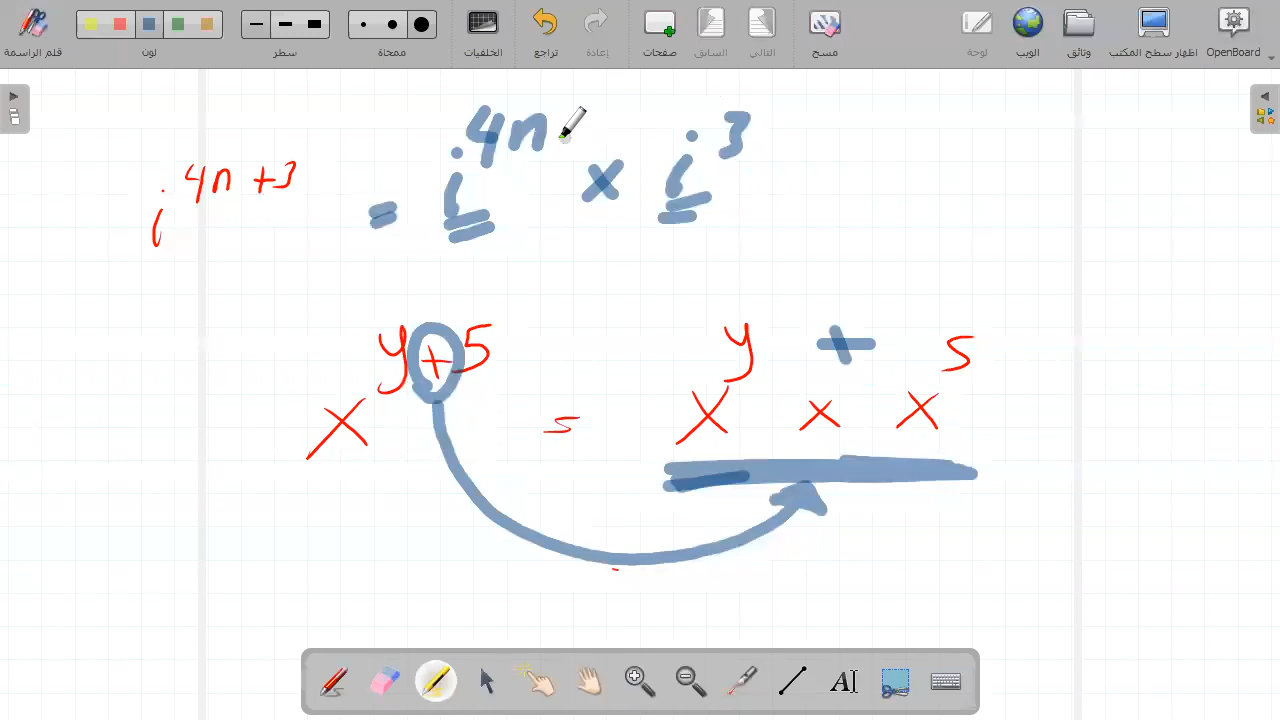 قلم الراسمة لون سطر ممحاة الخلفيات تراجع إعادة صفحات السابق التالي مسح لوحة الويب وثائق اظهار سطح المكتب OpenBoard
i^{4n+3} = i^{4n} × i^3
x^{y+5} = x^y × x^5
+